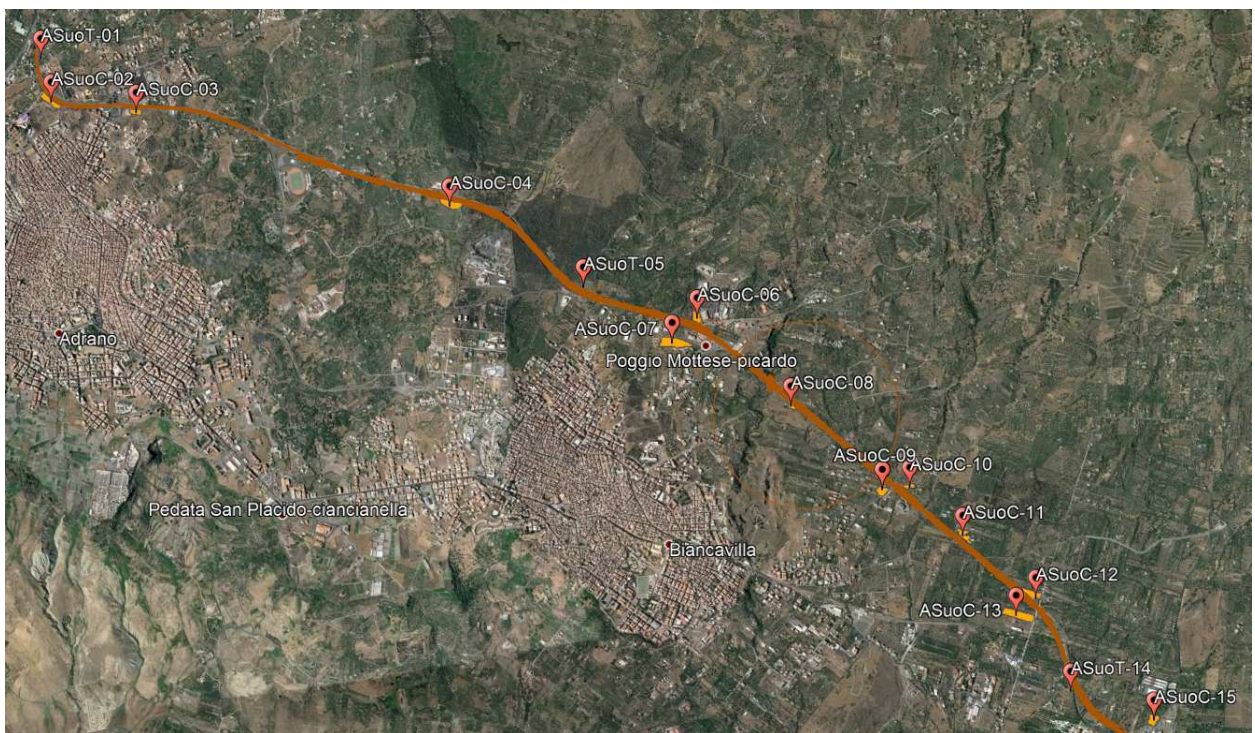 ASuoT-01
ASuoC-02
ASuoC-03
ASuoC-04
ASuoT-05
ASuoC-06
ASuoC-07
Adrano
Poggio Mottese-picardo
ASuoC-08
ASuoC-09
ASuoC-10
Pedata San Placido-ciancianella
ASuoC-11
Biancavilla
ASuoC-12
ASuoC-13
ASuoT-14
ASuoC-15